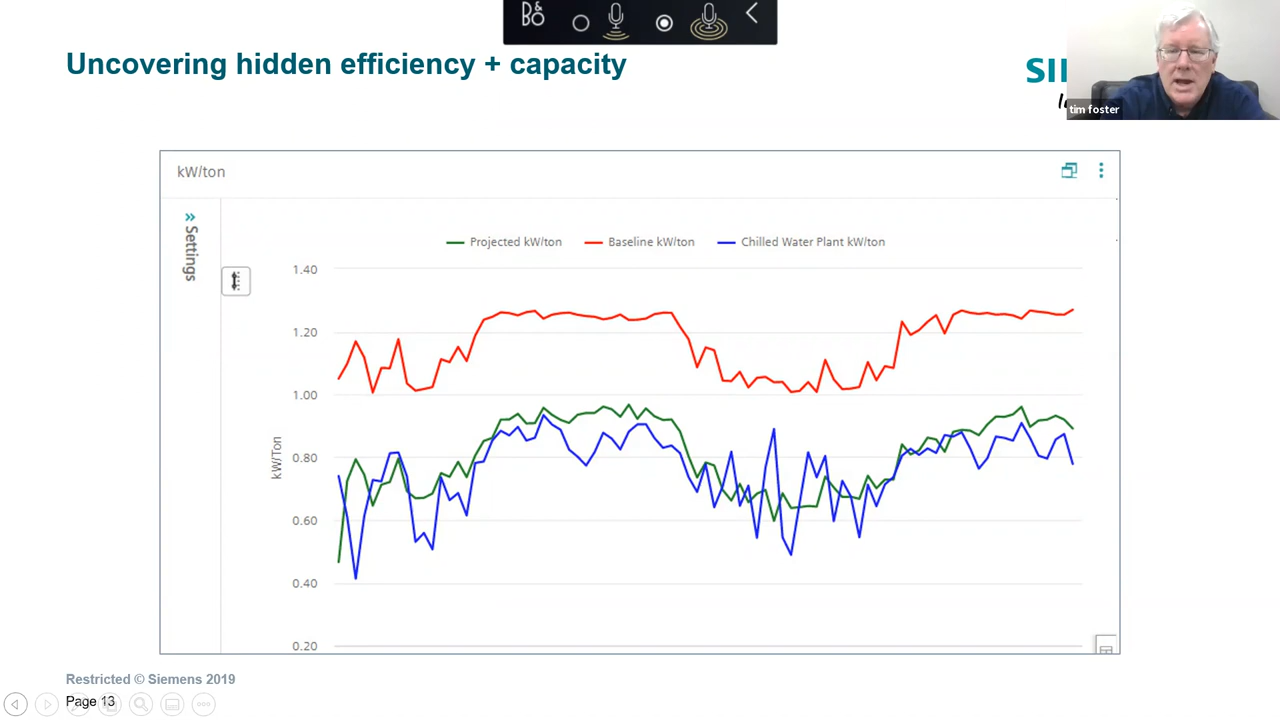 B&O
Uncovering hidden efficiency + capacity
SI
tim foster
kW/ton
Settings
Projected kW/ton
Baseline kW/ton
Chilled Water Plant kW/ton
1.40
1.20
1.00
0.80
0.60
0.40
0.20
kW/Ton
Restricted © Siemens 2019
Page 13